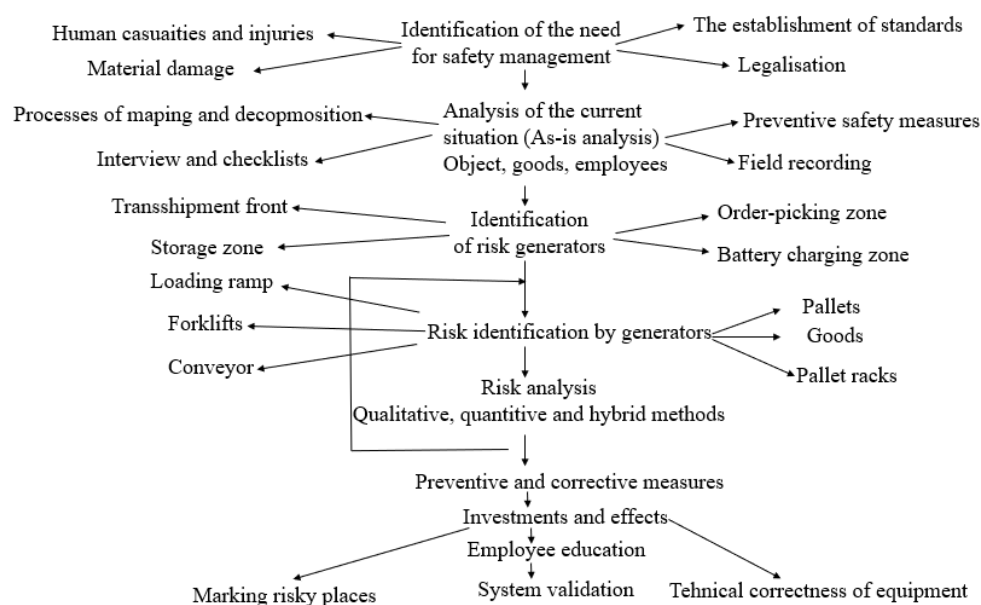 Human casuaities and injuries
Material damage
Identification of the need
for safety management
The establishment of standards
Legalisation
Processes of maping and decopmosition
Interview and checklists
Analysis of the current
situation (As-is analysis)
Object, goods, employees
Preventive safety measures
Field recording
Transshipment front
Storage zone
Identification
of risk generators
Order-picking zone
Battery charging zone
Loading ramp
Forklifts
Conveyor
Risk identification by generators
Pallets
Goods
Pallet racks
Risk analysis
Qualitative, quantitive and hybrid methods
Preventive and corrective measures
Investments and effects
Employee education
Marking risky places
System validation
Tehnical correctness of equipment